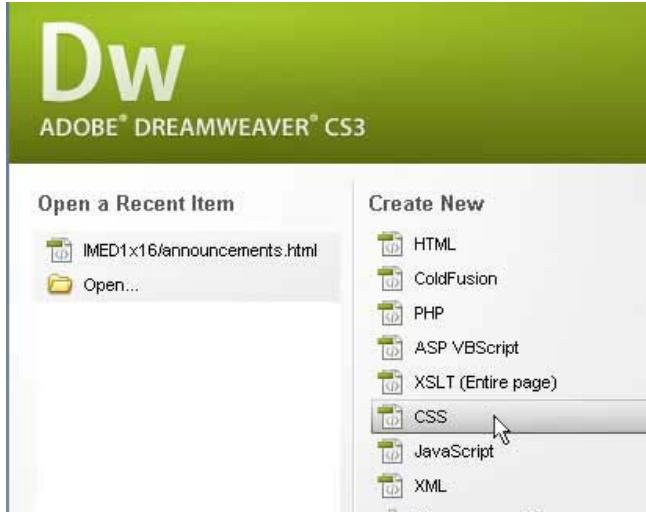 Dw
ADOBE® DREAMWEAVER® CS3
Open a Recent Item
IMED1x16/announcements.html
Open...
Create New
HTML
ColdFusion
PHP
ASP VBScript
XSLT (Entire page)
CSS
JavaScript
XML